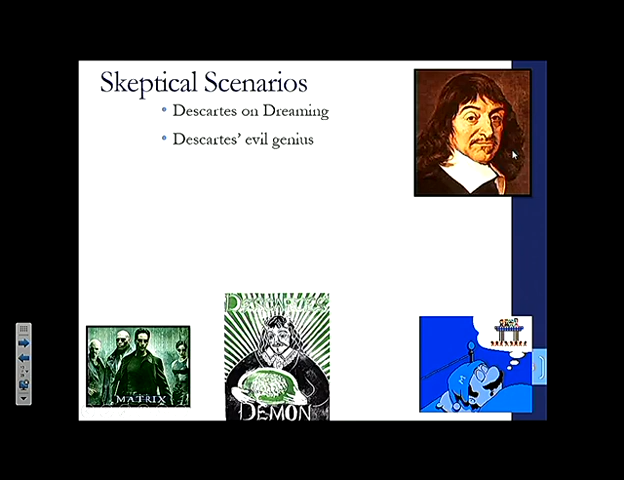 Skeptical Scenarios
Descartes on Dreaming
Descartes' evil genius
MATRIX
DEMON